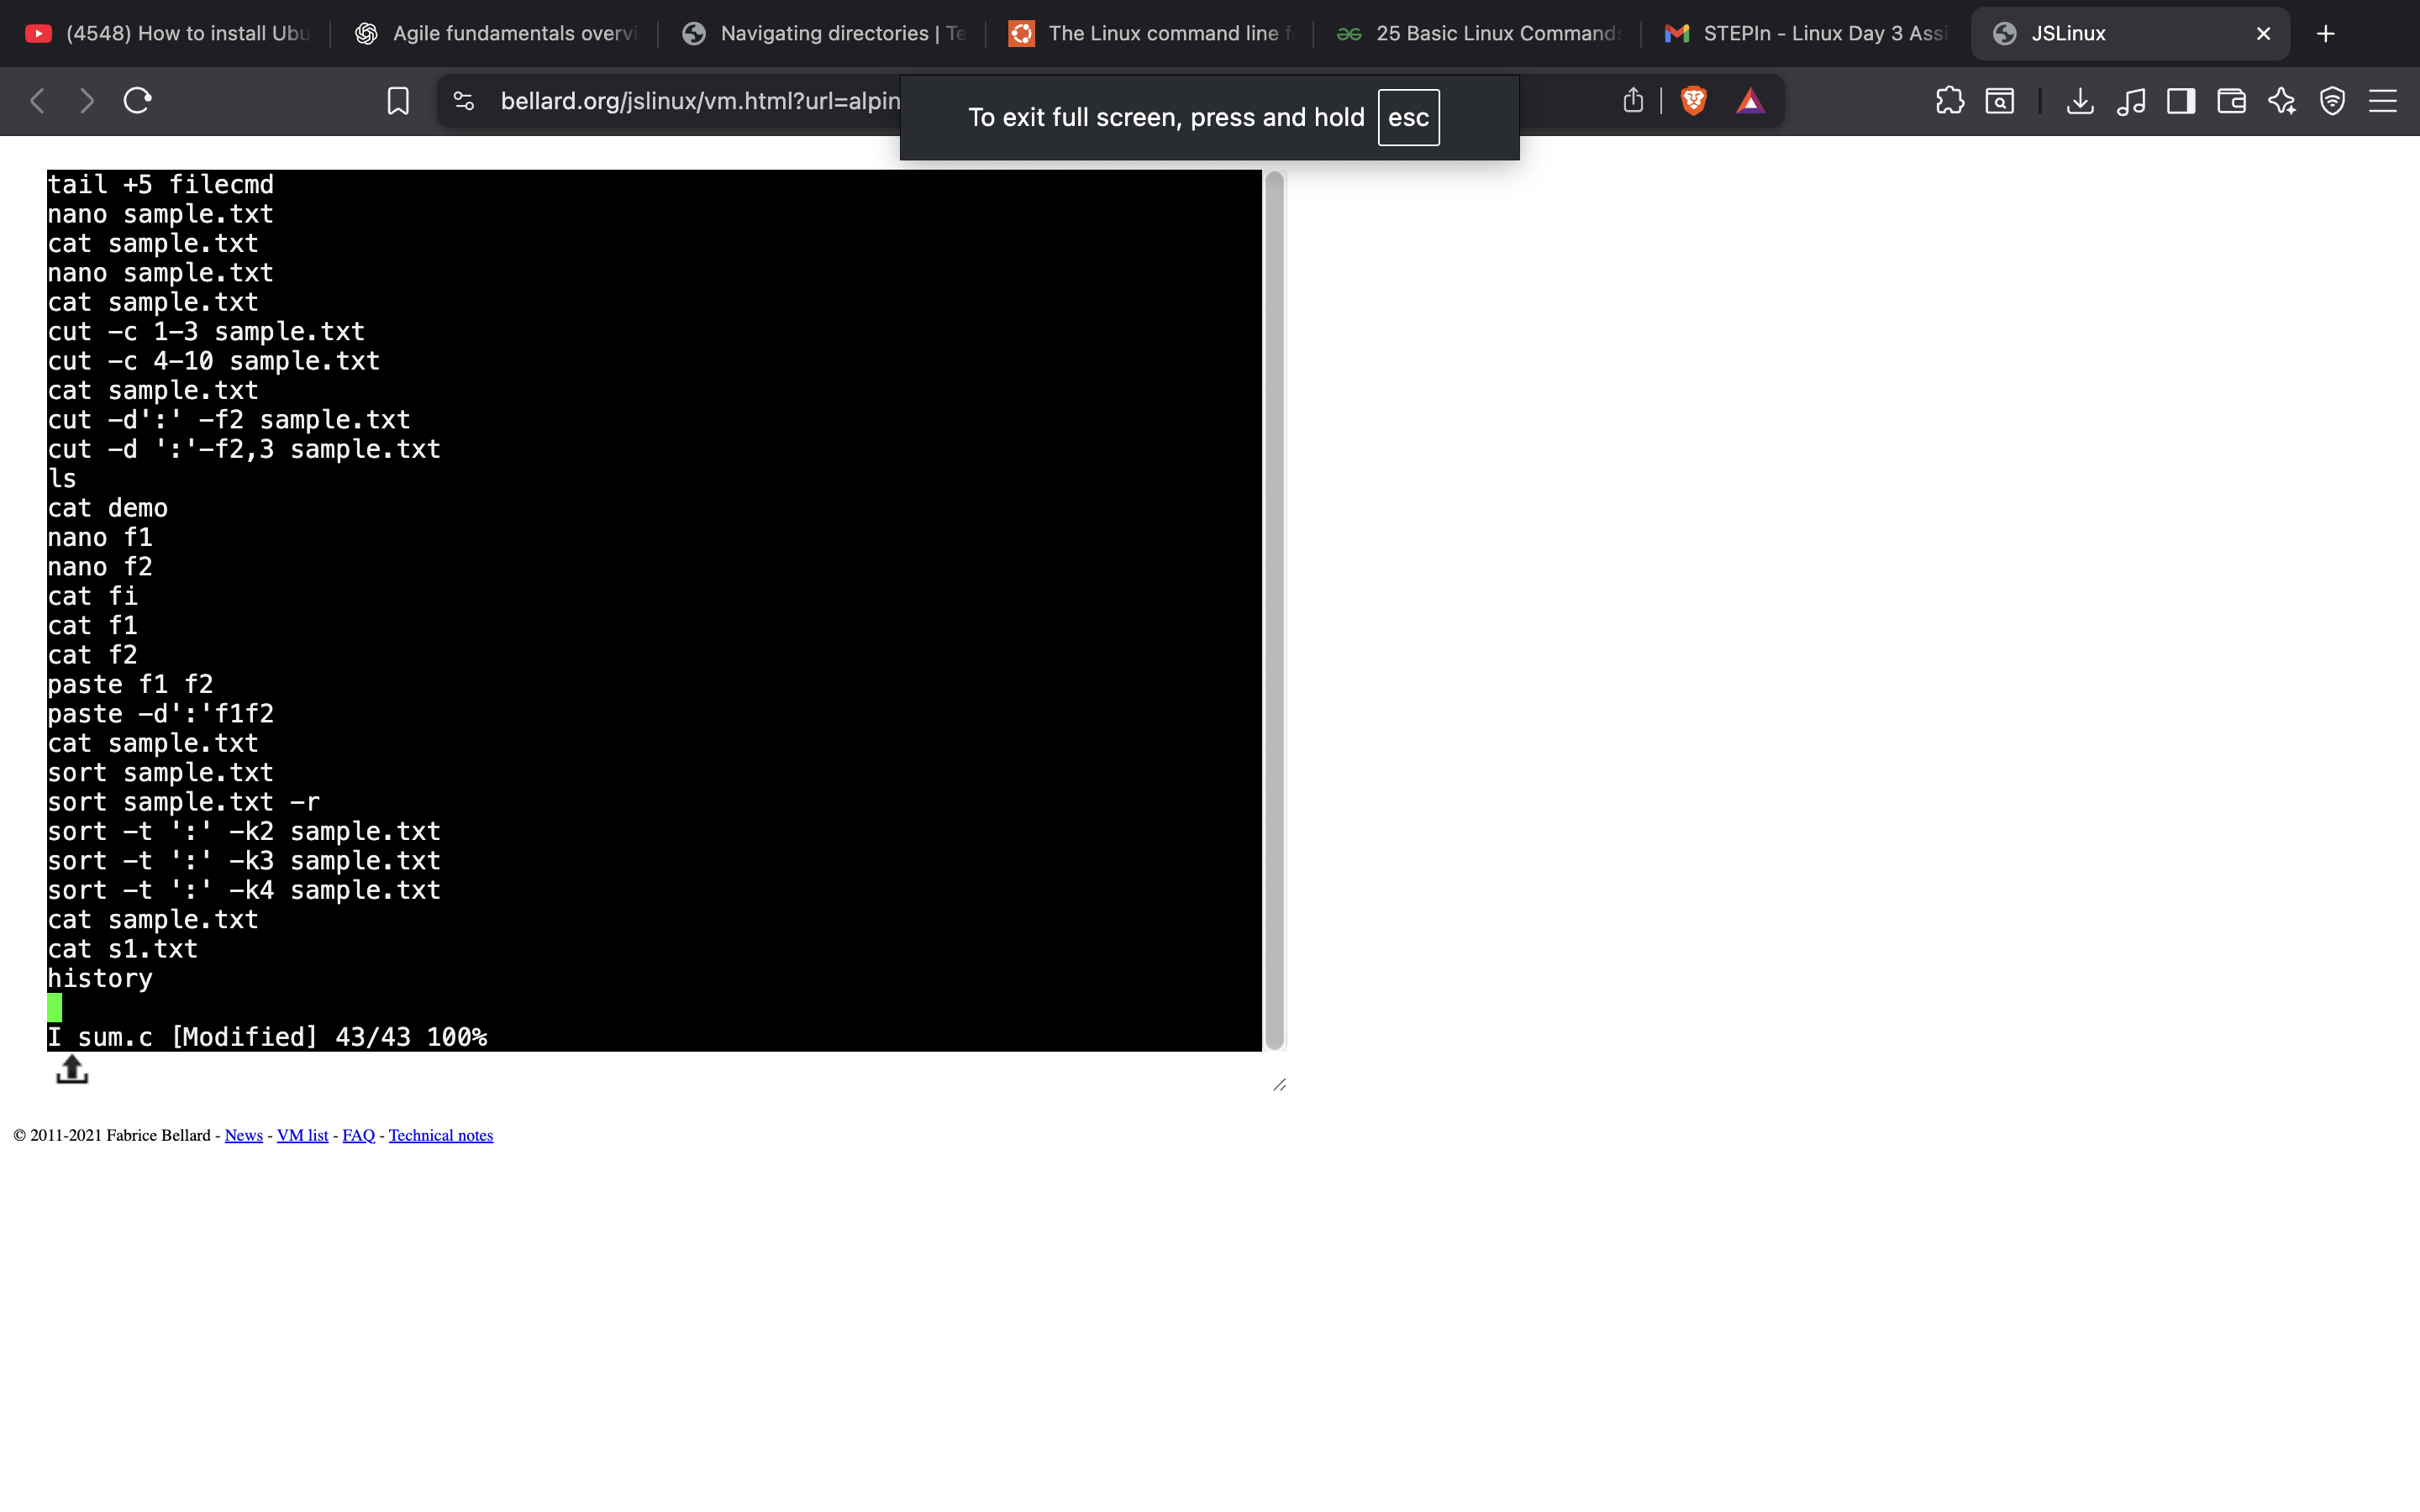 (4548) How to install Ubu
Agile fundamentals overvi
Navigating directories | Te
The Linux command line f
25 Basic Linux Commands
STEPIn - Linux Day 3 Assi
JSLinux
bellard.org/jslinux/vm.html?url=alpin
To exit full screen, press and hold esc
tail +5 filecmd
nano sample.txt
cat sample.txt
nano sample.txt
cat sample.txt
cut -c 1-3 sample.txt
cut -c 4-10 sample.txt
cat sample.txt
cut -d':' -f2 sample.txt
cut -d ':'-f2,3 sample.txt
ls
cat demo
nano f1
nano f2
cat fi
cat f1
cat f2
paste f1 f2
paste -d':'f1f2
cat sample.txt
sort sample.txt
sort sample.txt -r
sort -t ':' -k2 sample.txt
sort -t ':' -k3 sample.txt
sort -t ':' -k4 sample.txt
cat sample.txt
cat s1.txt
history
I sum.c [Modified] 43/43 100%
© 2011-2021 Fabrice Bellard - News - VM list - FAQ - Technical notes